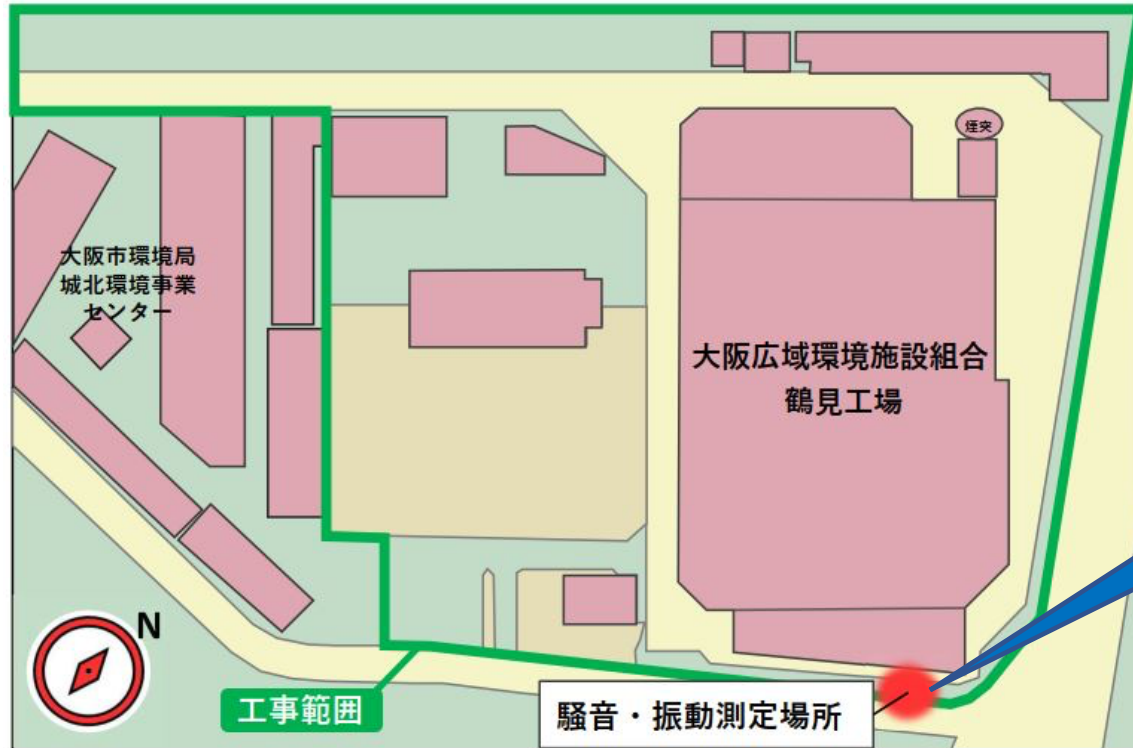 煙突
大阪市環境局
城北環境事業
センター
大阪広域環境施設組合
鶴見工場
N
工事範囲
騒音・振動測定場所